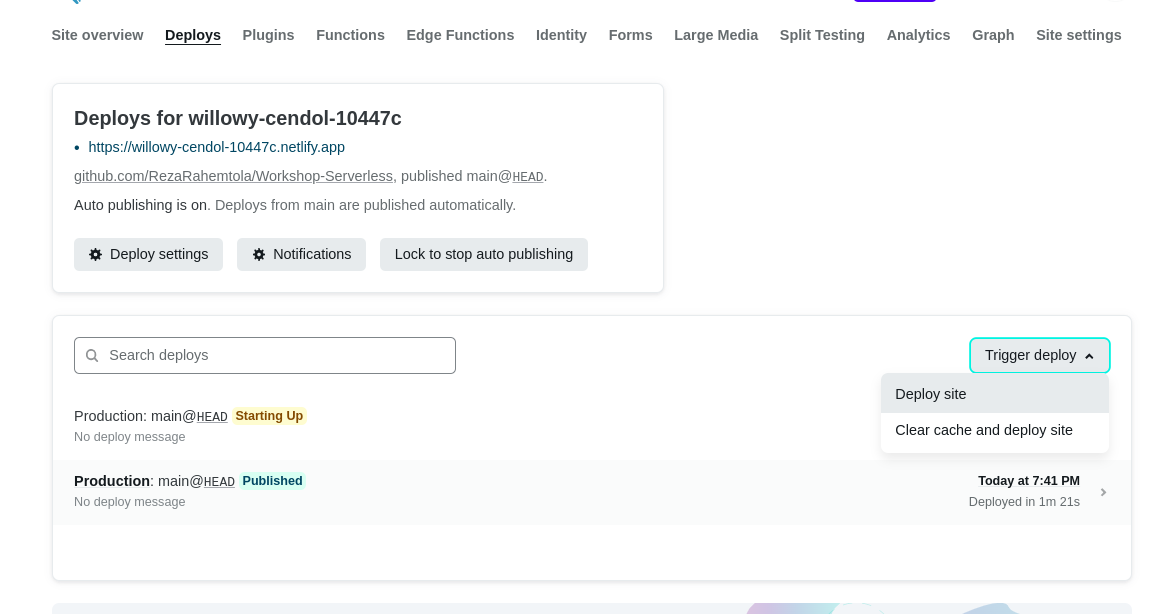 Site overview Deploys Plugins Functions Edge Functions Identity Forms Large Media Split Testing Analytics Graph Site settings
Deploys for willowy-cendol-10447c
• https://willowy-cendol-10447c.netlify.app
github.com/RezaRahemtola/Workshop-Serverless, published main@HEAD.
Auto publishing is on. Deploys from main are published automatically.
Deploy settings Notifications Lock to stop auto publishing
Search deploys Trigger deploy
Deploy site
Clear cache and deploy site
Production: main@HEAD Starting Up
No deploy message
Production: main@HEAD Published Today at 7:41 PM
No deploy message Deployed in 1m 21s